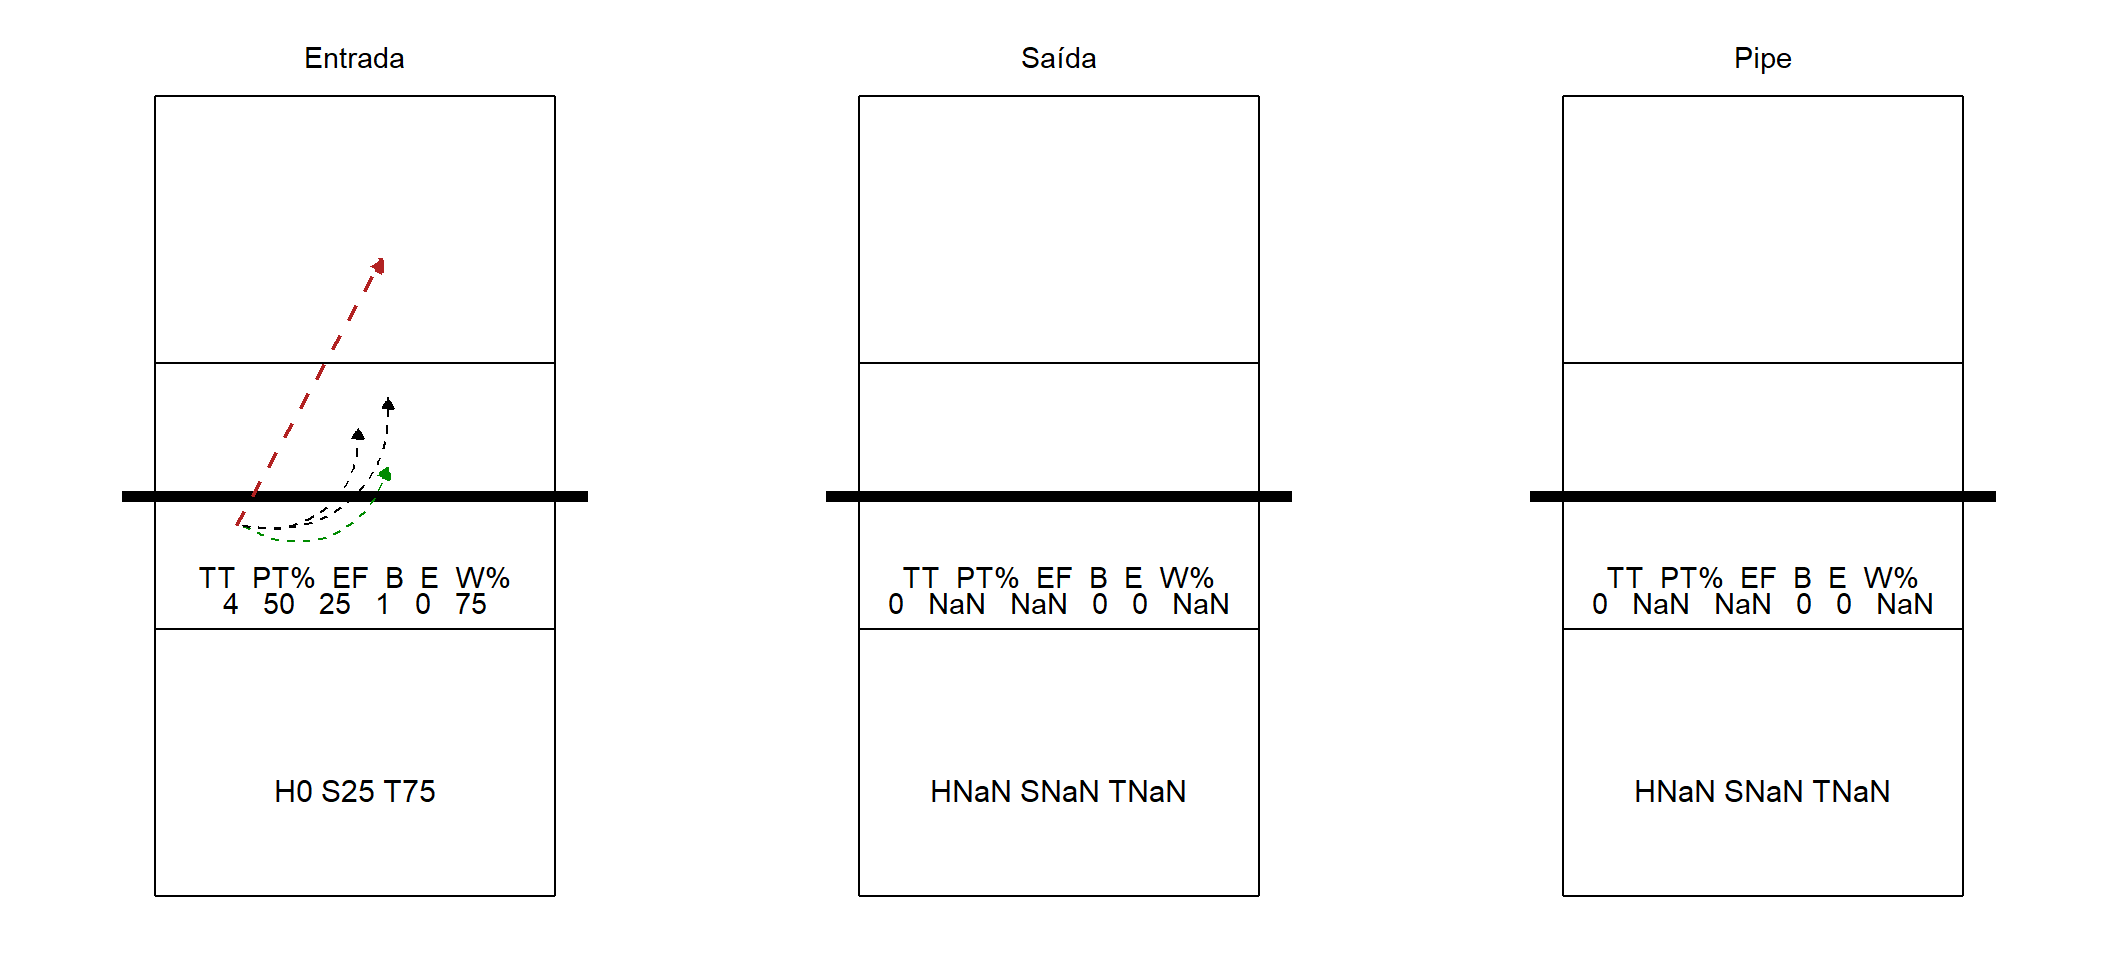 Entrada
TT PT% EF B E W%
4 50 25 1 0 75
H0 S25 T75
Saída
TT PT% EF B E W%
0 NaN NaN 0 0 NaN
HNaN SNaN TNaN
Pipe
TT PT% EF B E W%
0 NaN NaN 0 0 NaN
HNaN SNaN TNaN